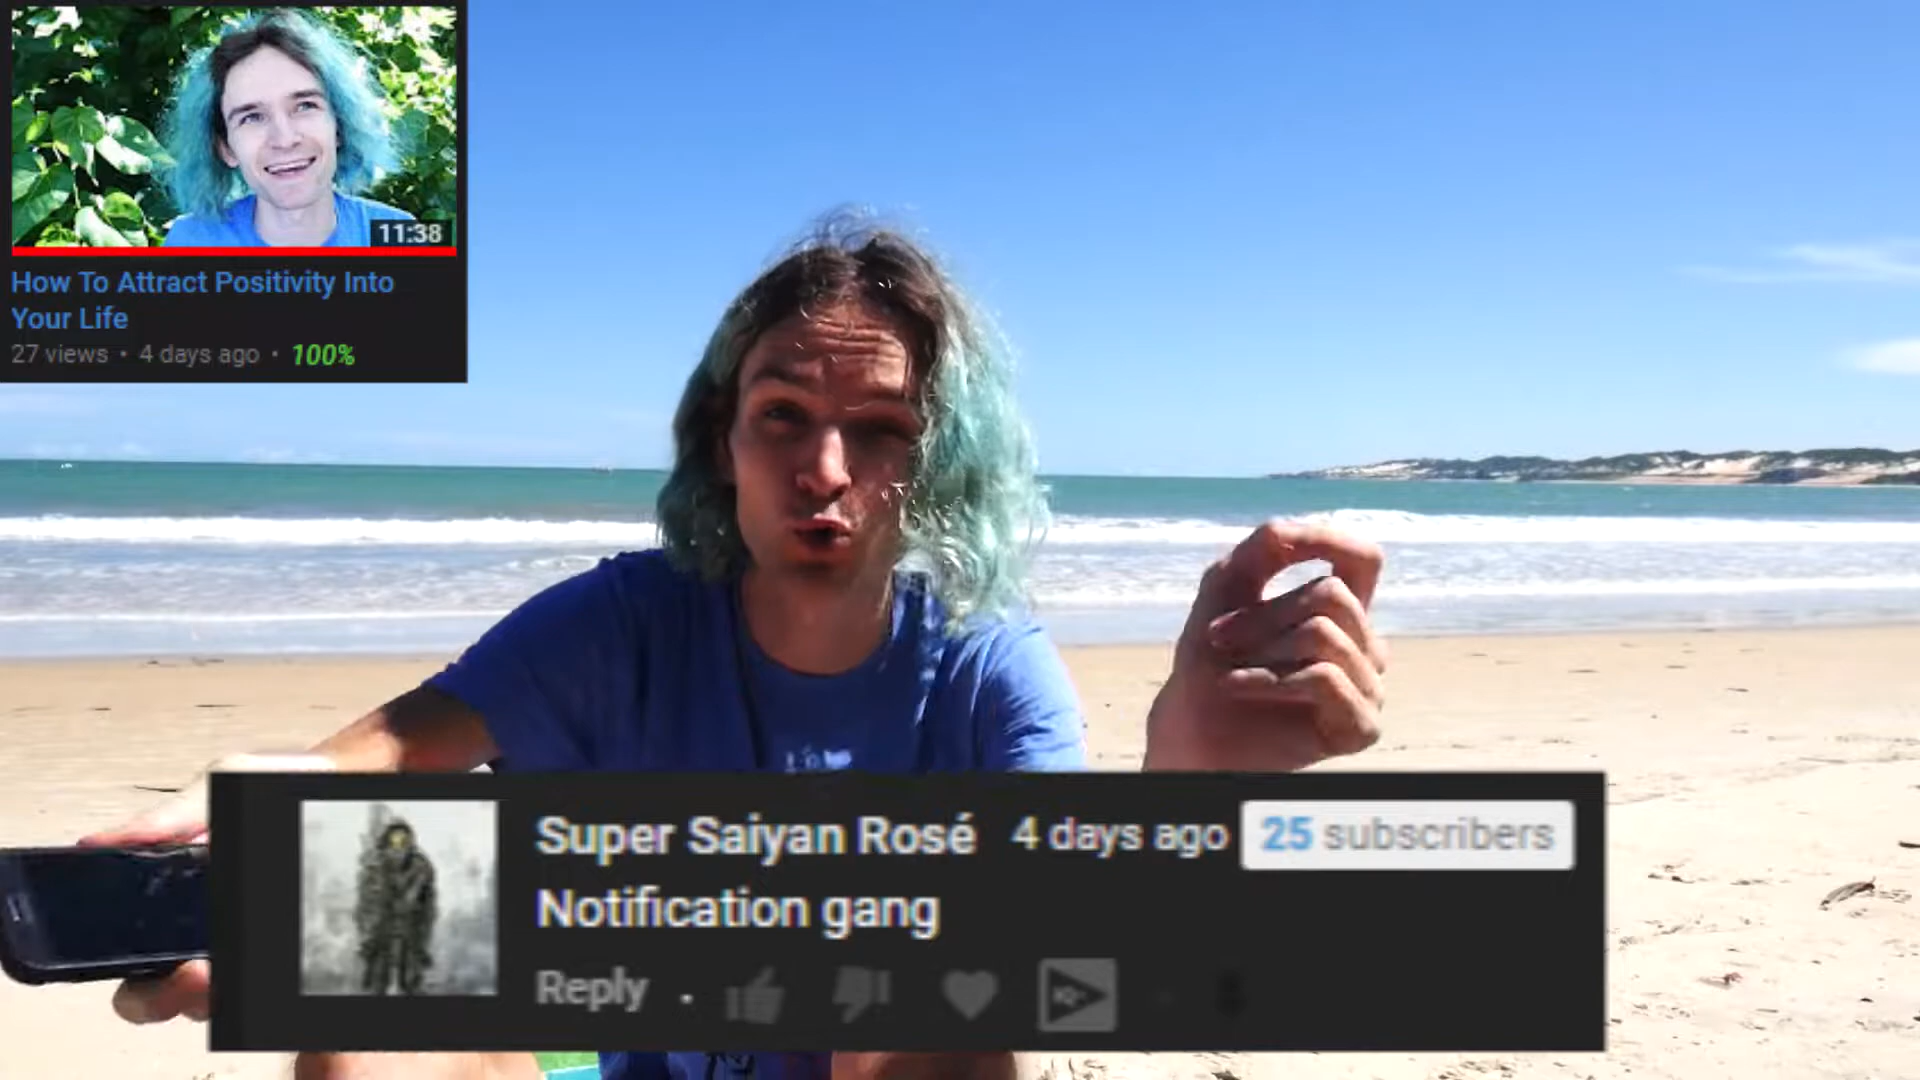 11:38
How To Attract Positivity Into
Your Life
27 views • 4 days ago • 100%
Super Saiyan Rosé 4 days ago 25 subscribers
Notification gang
Reply